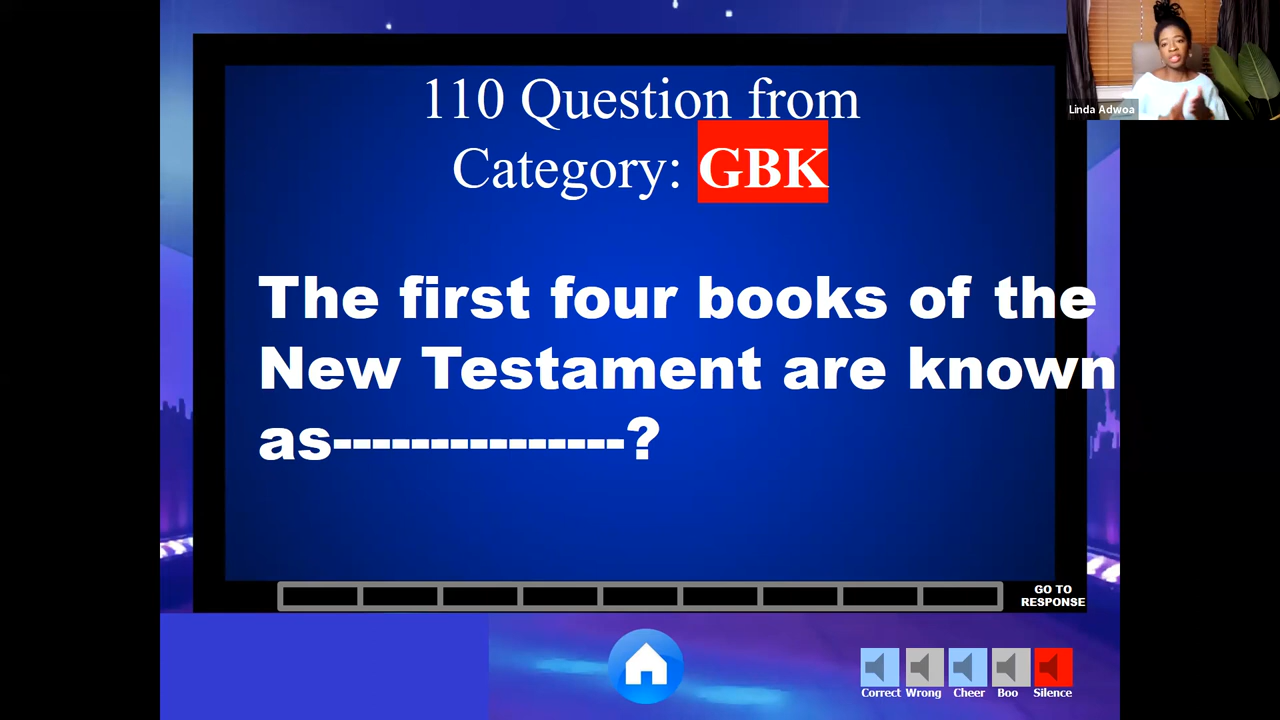 110 Question from
Category: GBK
Linda Adwoa
The first four books of the
New Testament are known
as---------------?
GO TO
RESPONSE
Correct Wrong Cheer Boo Silence